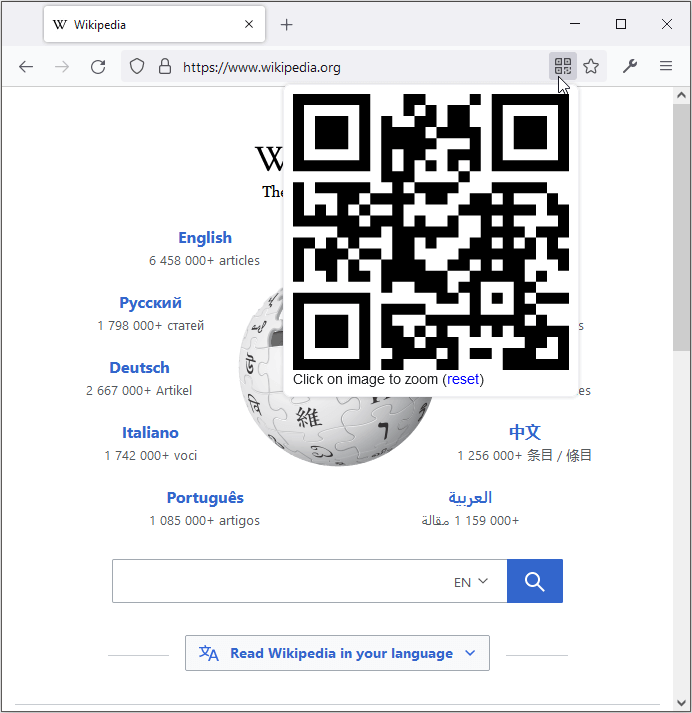 Wikipedia
https://www.wikipedia.org
W
The
English
6 458 000+ articles
Русский
1 798 000+ статей
Deutsch
2 667 000+ Artikel
Italiano
1 742 000+ voci
Português
1 085 000+ artigos
Click on image to zoom (reset)
維
中文
1 256 000+ 条目 / 條目
العربية
1 159 000+ مقالة
EN
Read Wikipedia in your language